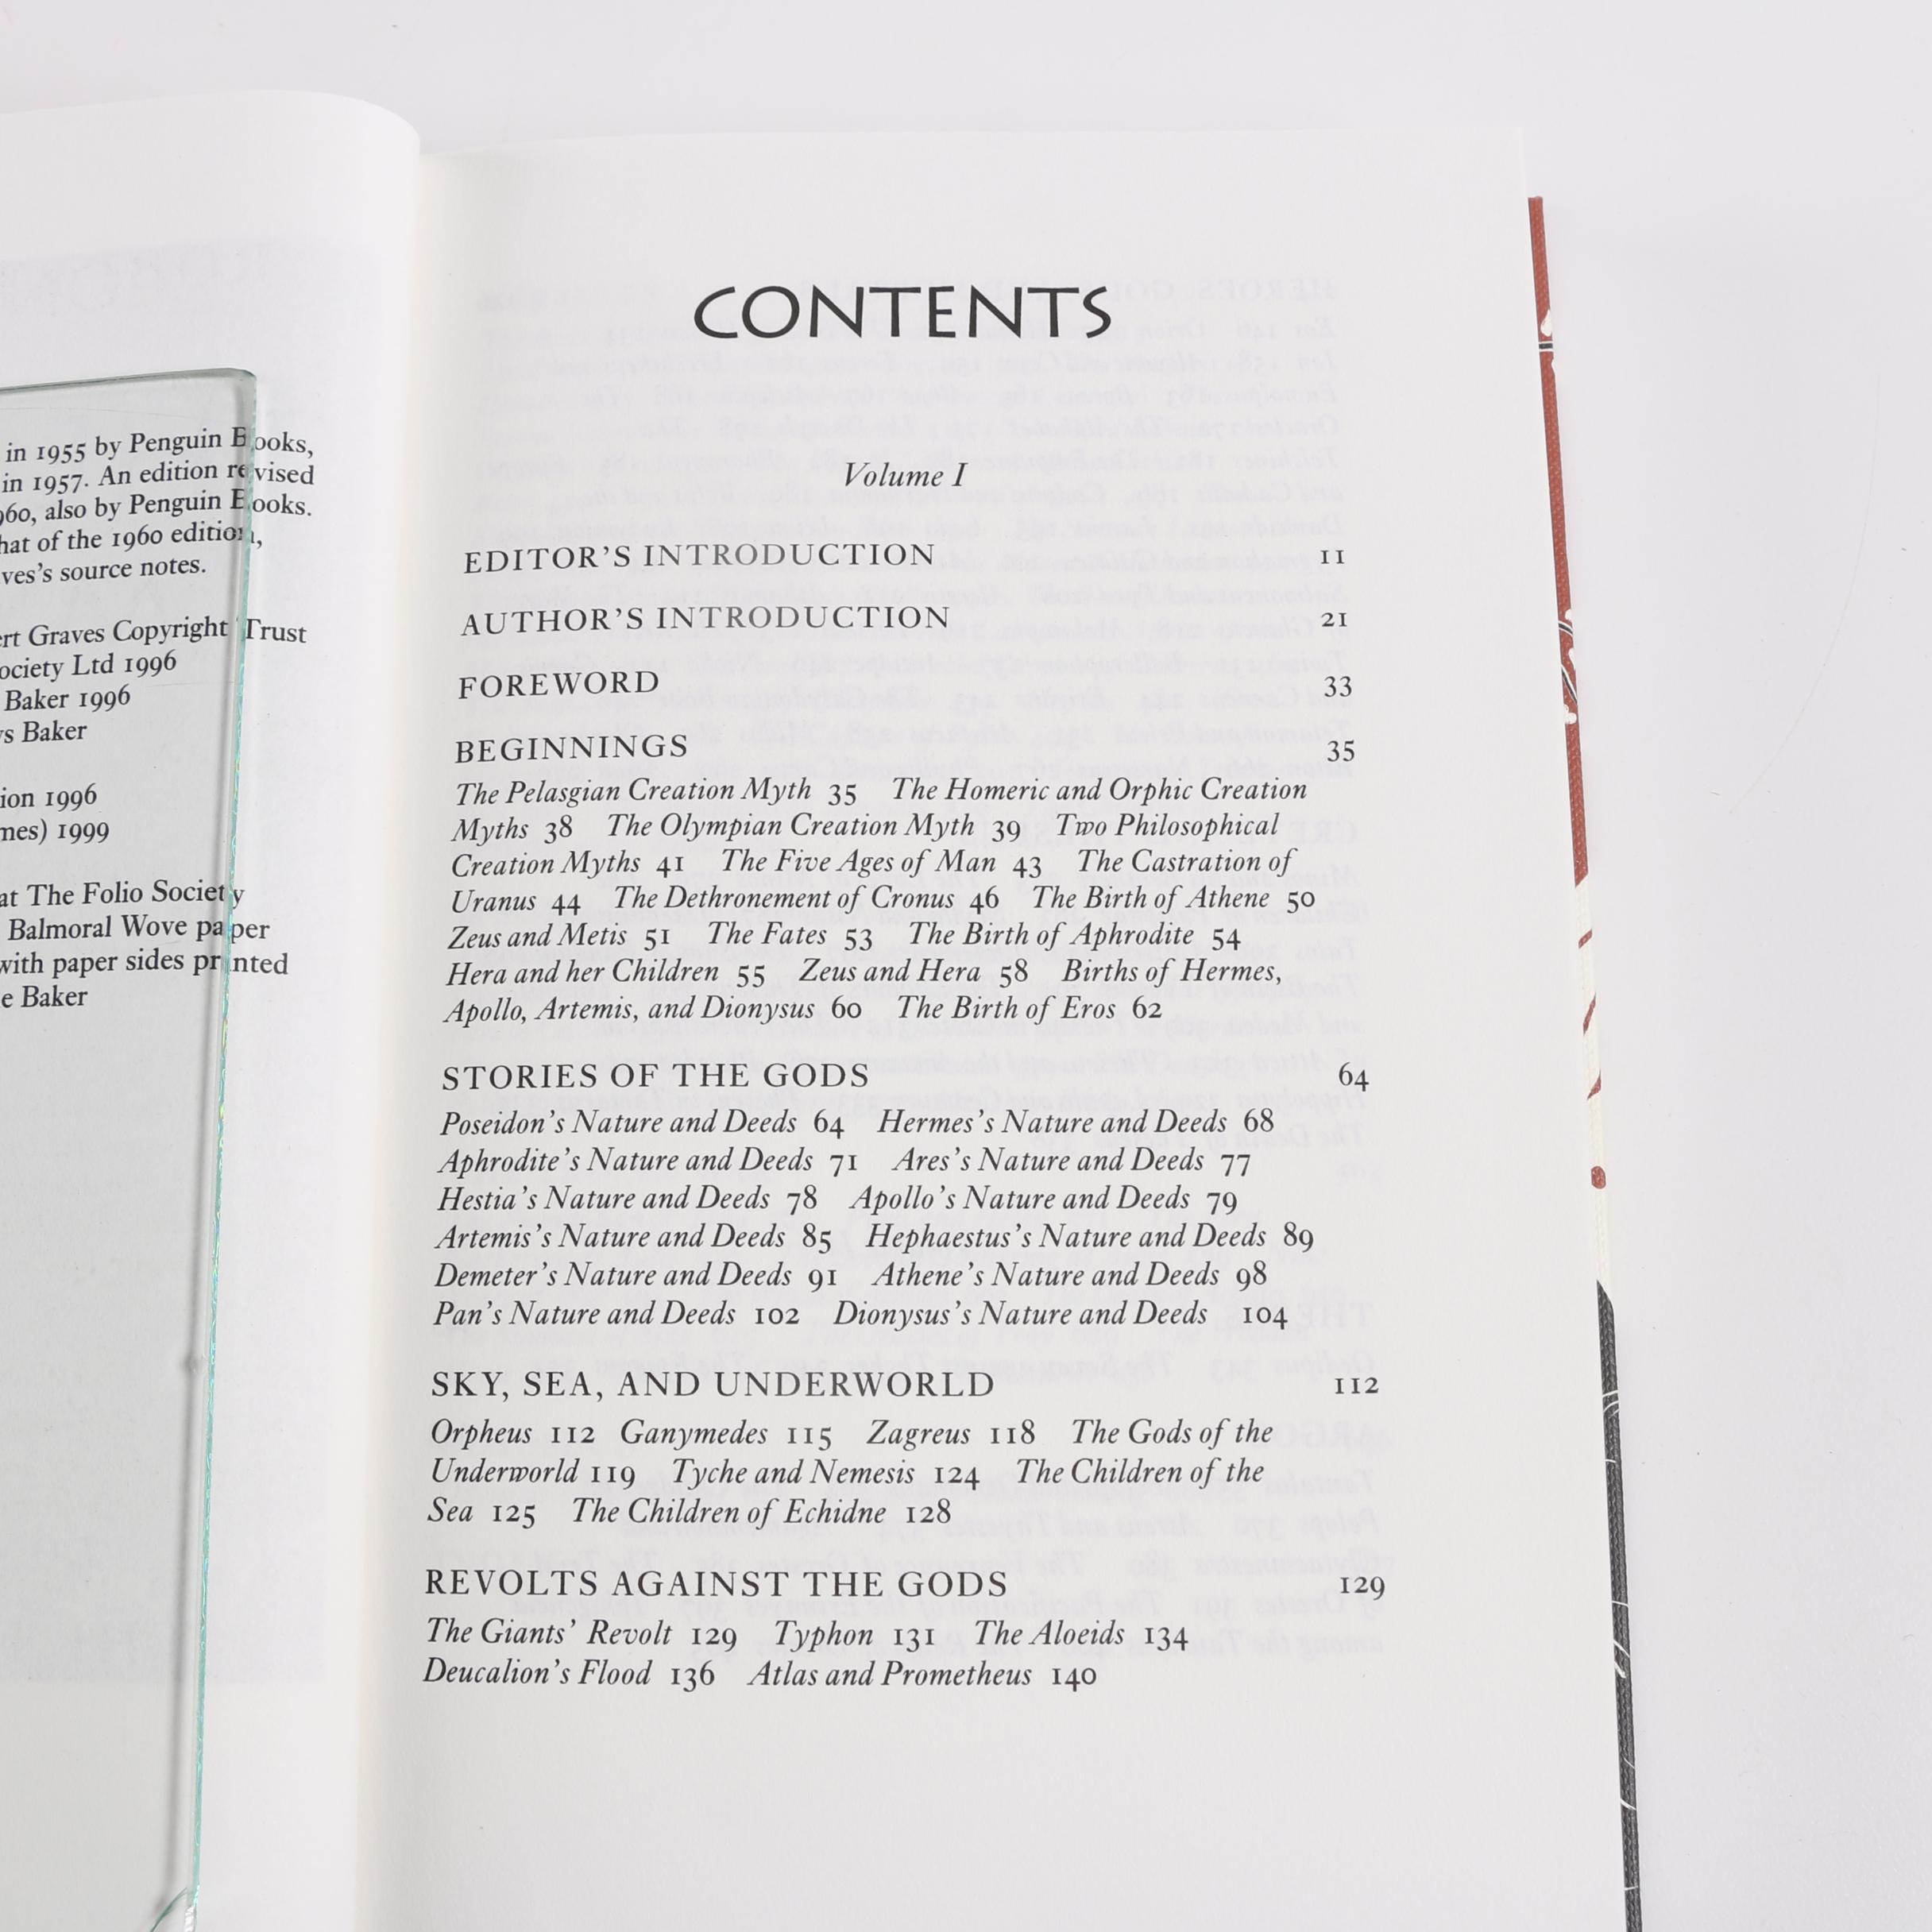 in 1955 by Penguin Books,
in 1957. An edition revised
960, also by Penguin Books.
hat of the 1960 edition,
ves's source notes.
ert Graves Copyright Trust
ociety Ltd 1996
Baker 1996
ys Baker
ion 1996
mes) 1999
at The Folio Society
Balmoral Wove paper
with paper sides printed
e Baker
CONTENTS
Volume I
EDITOR'S INTRODUCTION 11
AUTHOR'S INTRODUCTION 21
FOREWORD 33
BEGINNINGS 35
The Pelasgian Creation Myth 35 The Homeric and Orphic Creation
Myths 38 The Olympian Creation Myth 39 Two Philosophical
Creation Myths 41 The Five Ages of Man 43 The Castration of
Uranus 44 The Dethronement of Cronus 46 The Birth of Athene 50
Zeus and Metis 51 The Fates 53 The Birth of Aphrodite 54
Hera and her Children 55 Zeus and Hera 58 Births of Hermes,
Apollo, Artemis, and Dionysus 60 The Birth of Eros 62
STORIES OF THE GODS 64
Poseidon's Nature and Deeds 64 Hermes's Nature and Deeds 68
Aphrodite's Nature and Deeds 71 Ares's Nature and Deeds 77
Hestia's Nature and Deeds 78 Apollo's Nature and Deeds 79
Artemis's Nature and Deeds 85 Hephaestus's Nature and Deeds 89
Demeter's Nature and Deeds 91 Athene's Nature and Deeds 98
Pan's Nature and Deeds 102 Dionysus's Nature and Deeds 104
SKY, SEA, AND UNDERWORLD 112
Orpheus 112 Ganymedes 115 Zagreus 118 The Gods of the
Underworld 119 Tyche and Nemesis 124 The Children of the
Sea 125 The Children of Echidne 128
REVOLTS AGAINST THE GODS 129
The Giants' Revolt 129 Typhon 131 The Aloeids 134
Deucalion's Flood 136 Atlas and Prometheus 140